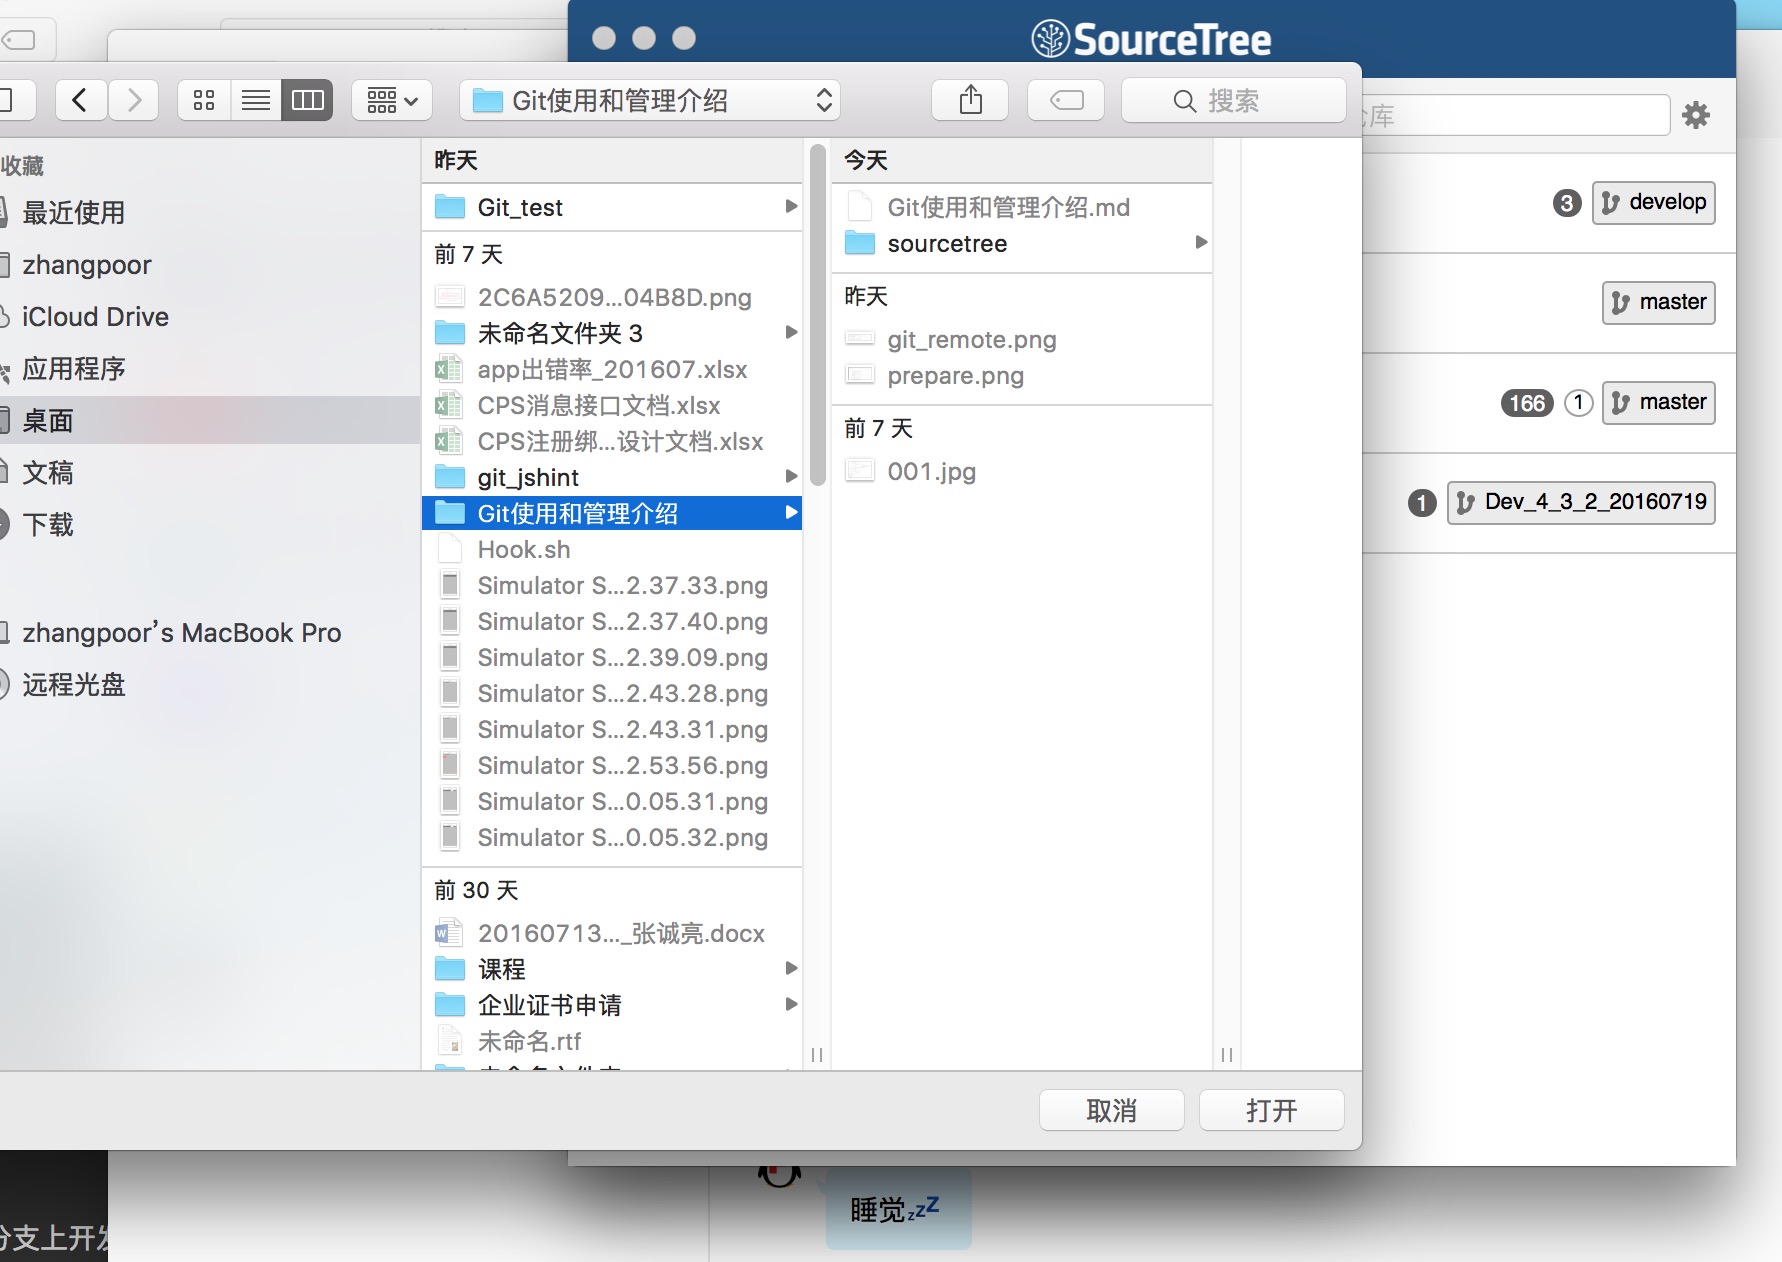 SourceTree
Git使用和管理介绍
搜索
库
收藏
最近使用
zhangpoor
iCloud Drive
应用程序
桌面
文稿
下载
zhangpoor's MacBook Pro
远程光盘
昨天
Git_test
前 7 天
2C6A5209...04B8D.png
未命名文件夹 3
app出错率_201607.xlsx
CPS消息接口文档.xlsx
CPS注册绑...设计文档.xlsx
git_jshint
Git使用和管理介绍
Hook.sh
Simulator S...2.37.33.png
Simulator S...2.37.40.png
Simulator S...2.39.09.png
Simulator S...2.43.28.png
Simulator S...2.43.31.png
Simulator S...2.53.56.png
Simulator S...0.05.31.png
Simulator S...0.05.32.png
前 30 天
20160713..._张诚亮.docx
课程
企业证书申请
未命名.rtf
今天
Git使用和管理介绍.md
sourcetree
昨天
git_remote.png
prepare.png
前 7 天
001.jpg
3 develop
master
166 1 master
1 Dev_4_3_2_20160719
取消
打开
睡觉zzZ
分支上开发